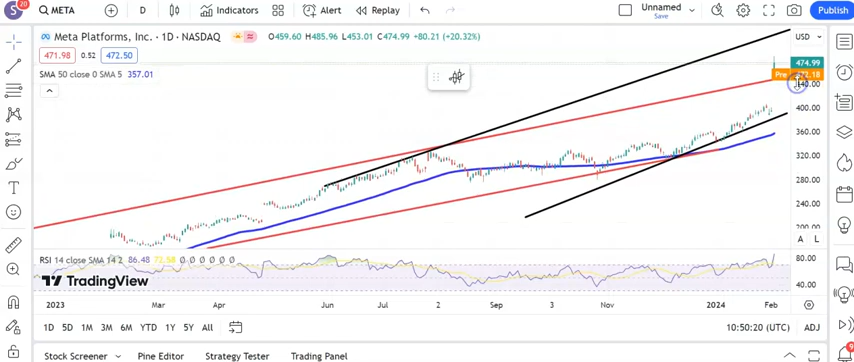 S 20 META D Indicators Alert Replay Unnamed Save Publish
Meta Platforms, Inc. · 1D · NASDAQ O459.60 H485.96 L453.01 C474.99 +80.21 (+20.32%) USD
471.98 0.52 472.50
474.99
SMA 50 close 0 SMA 5 357.01
Pre
400.00
360.00
320.00
280.00
240.00
A L
RSI 14 close SMA 14 2 86.48 72.58 Ø Ø Ø Ø Ø Ø
80.00
TradingView
40.00
2023 Mar Apr Jun Jul 2 Sep 3 Nov 2024 Feb
1D 5D 1M 3M 6M YTD 1Y 5Y All 10:50:20 (UTC) ADJ
Stock Screener Pine Editor Strategy Tester Trading Panel
9